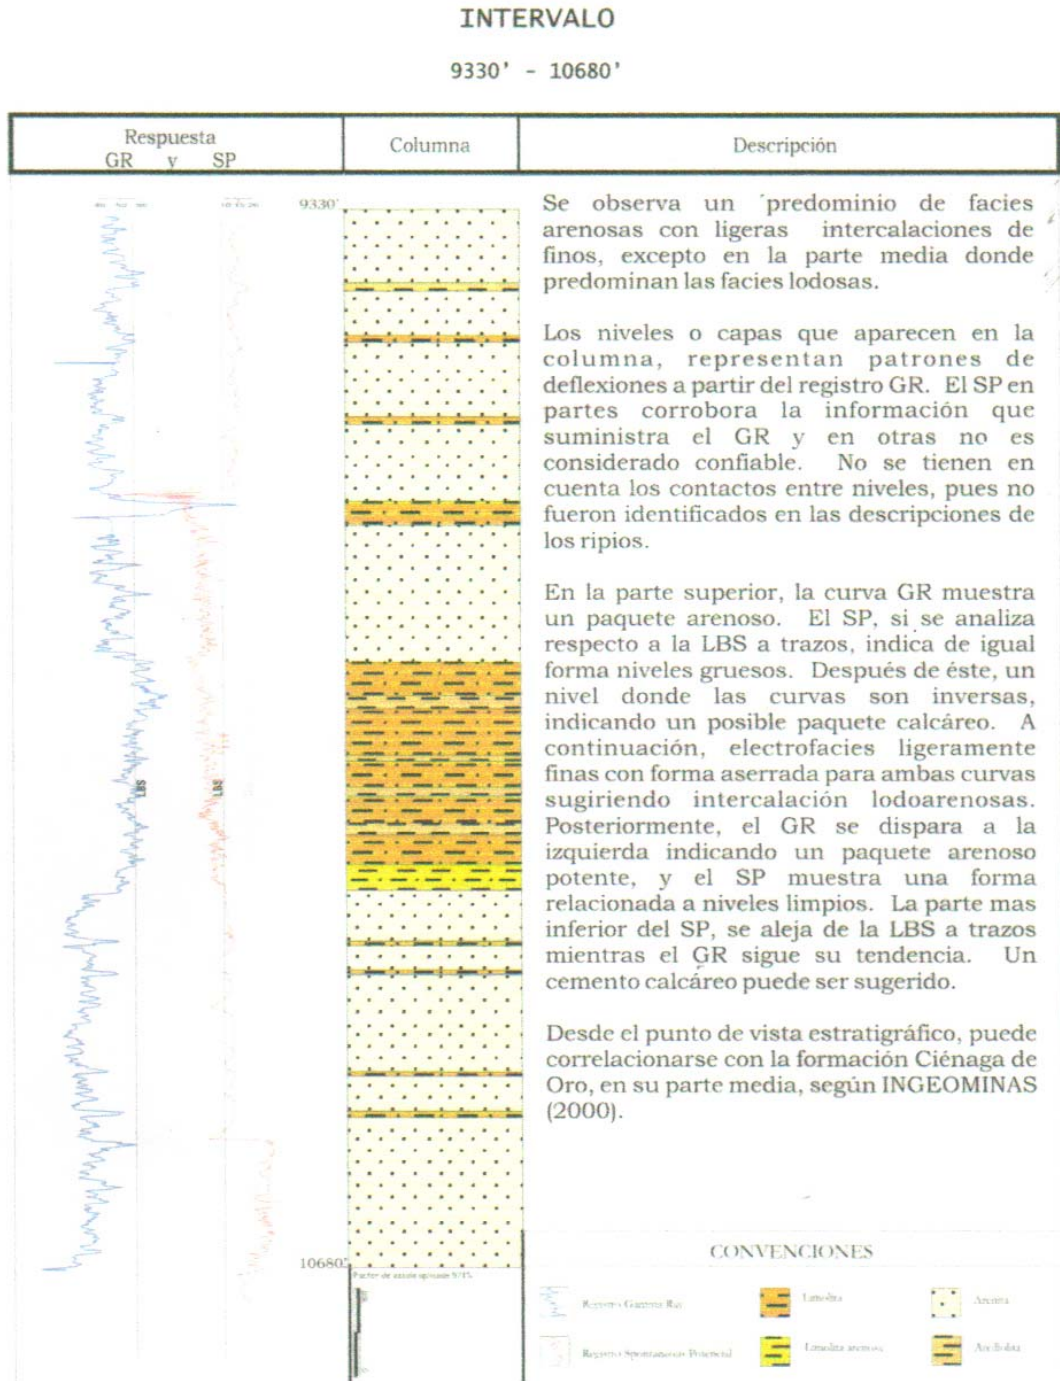 INTERVALO
9330' - 10680'
Respuesta
GR y SP
Columna
Descripción
9330'
Se observa un predominio de facies
arenosas con ligeras intercalaciones de
finos, excepto en la parte media donde
predominan las facies lodosas.
Los niveles o capas que aparecen en la
columna, representan patrones de
deflexiones a partir del registro GR. El SP en
partes corrobora la información que
suministra el GR y en otras no es
considerado confiable. No se tienen en
cuenta los contactos entre niveles, pues no
fueron identificados en las descripciones de
los ripios.
En la parte superior, la curva GR muestra
un paquete arenoso. El SP, si se analiza
respecto a la LBS a trazos, indica de igual
forma niveles gruesos. Después de éste, un
nivel donde las curvas son inversas,
indicando un posible paquete calcáreo. A
continuación, electrofacies ligeramente
finas con forma aserrada para ambas curvas
sugiriendo intercalación lodoarenosas.
Posteriormente, el GR se dispara a la
izquierda indicando un paquete arenoso
potente, y el SP muestra una forma
relacionada a niveles limpios. La parte mas
inferior del SP, se aleja de la LBS a trazos
mientras el GR sigue su tendencia. Un
cemento calcáreo puede ser sugerido.
Desde el punto de vista estratigráfico, puede
correlacionarse con la formación Ciénaga de
Oro, en su parte media, según INGEOMINAS
(2000).
LBS
LBS
10680'
CONVENCIONES
Registro Gamma Ray
Limolita
Arenita
Registro Spontaneous Potencial
Limolita arenosa
Arcillolita